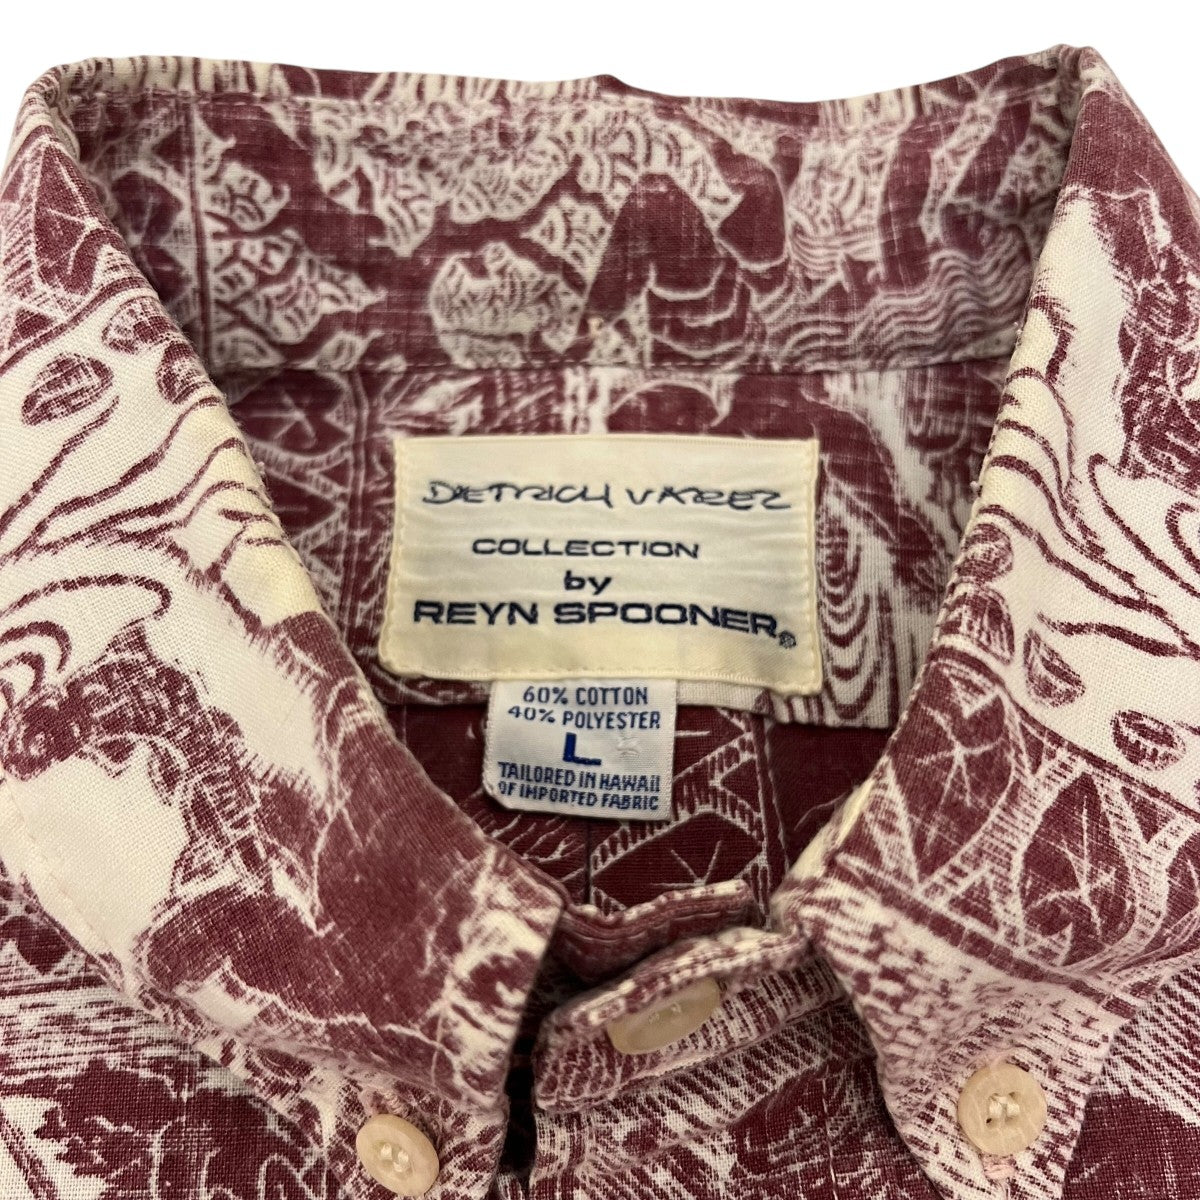 DIETRICH VAREZ
COLLECTION
by
REYN SPOONER®
60% COTTON
40% POLYESTER
L
TAILORED IN HAWAII
OF IMPORTED FABRIC